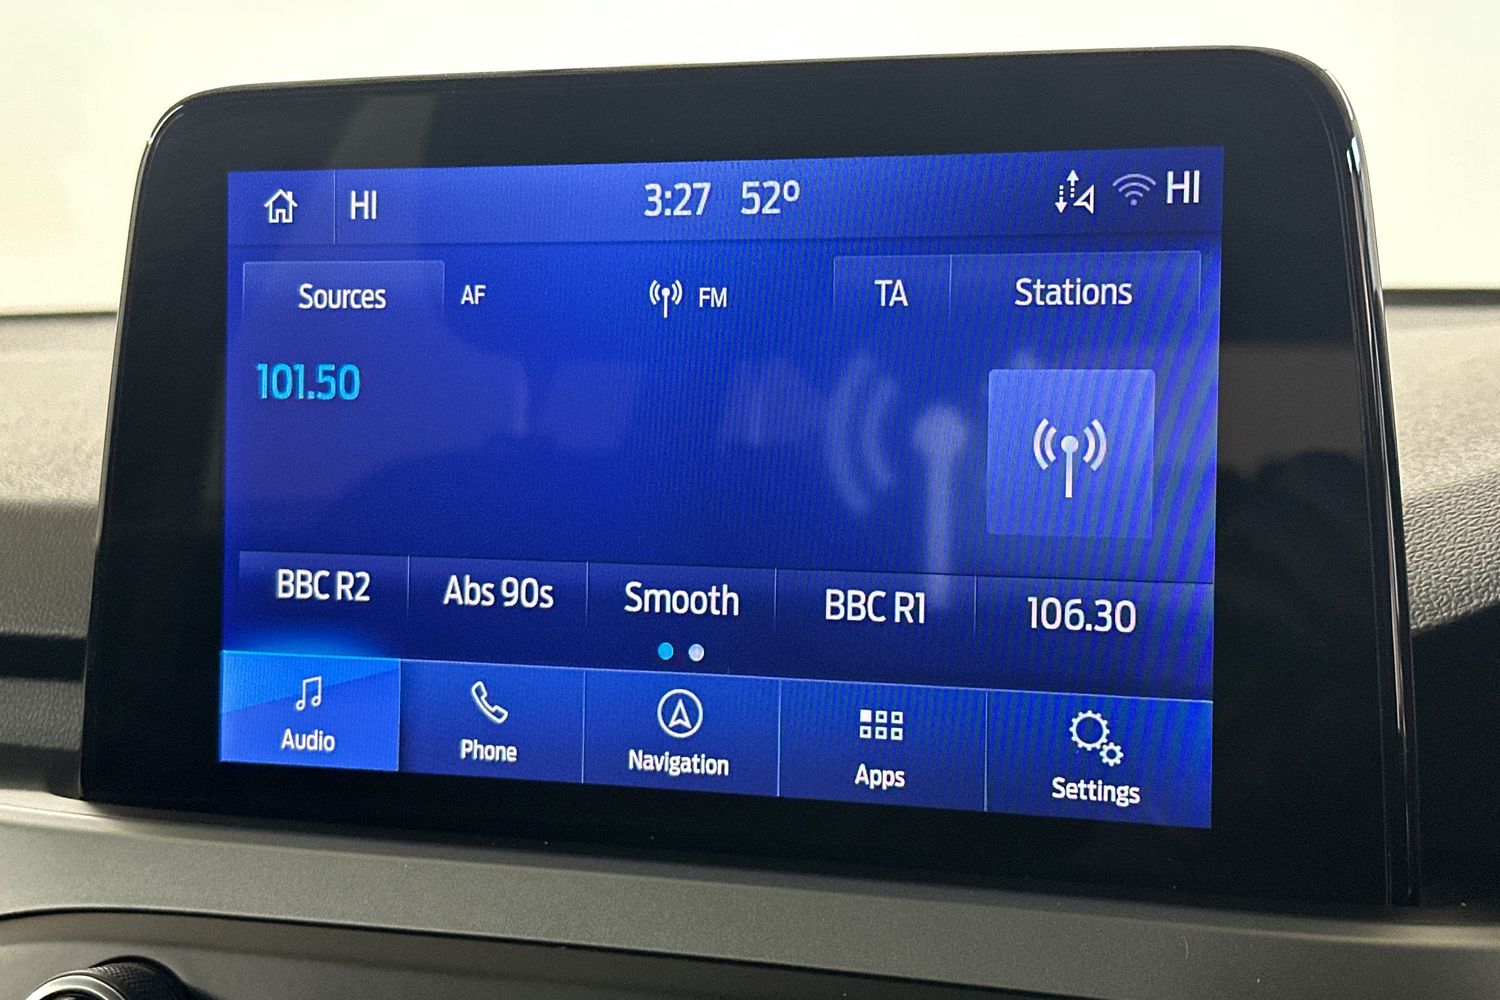 HI 3:27 52º HI
Sources AF FM TA Stations
101.50
BBC R2 Abs 90s Smooth BBC R1 106.30
Audio Phone Navigation Apps Settings